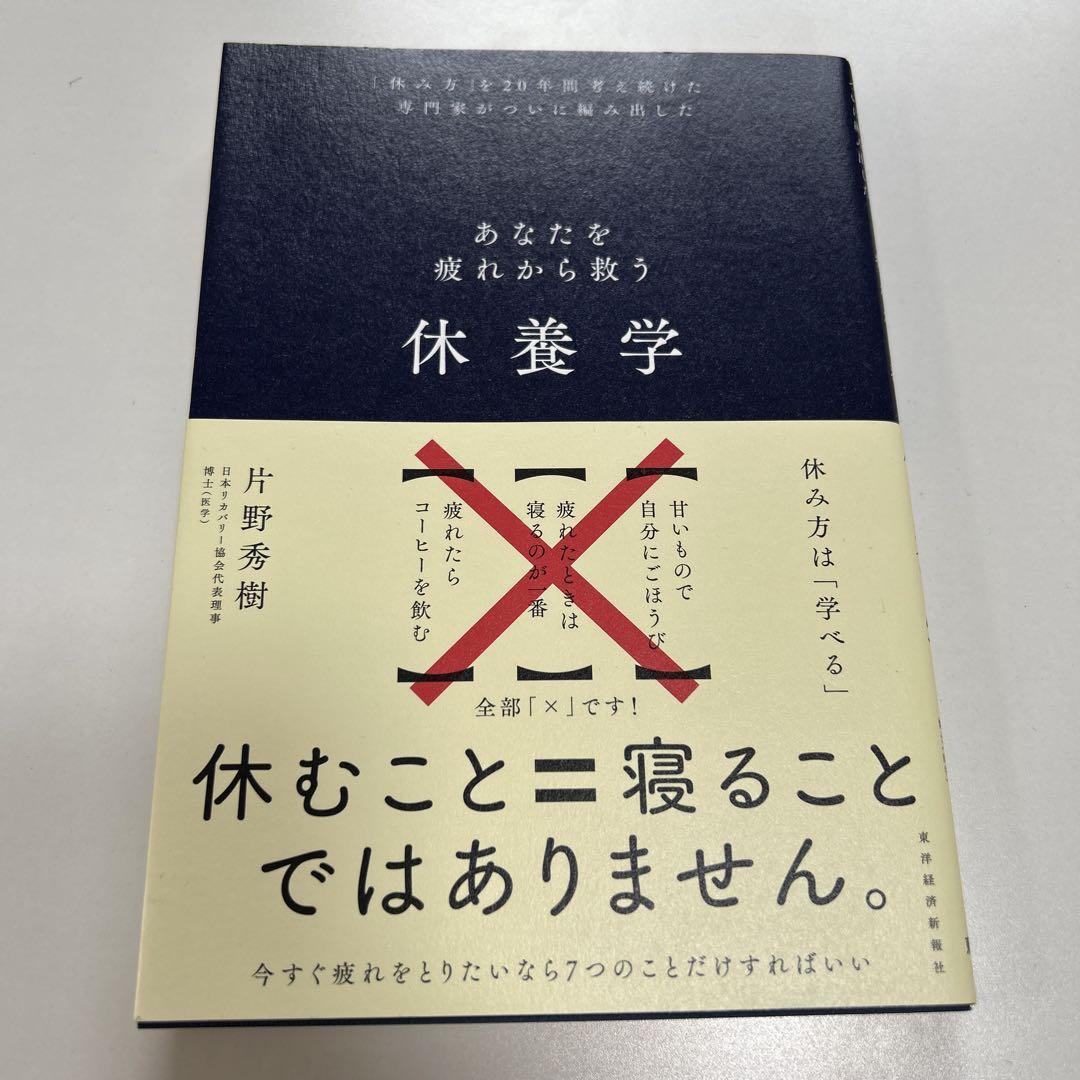 「休み方」を20年間考え続けた
専門家がついに編み出した
あなたを
疲れから救う
休養学
休み方は「学べる」
甘いもので
自分にごほうび
疲れたときは
寝るのが一番
疲れたら
コーヒーを飲む
片野秀樹
日本リカバリー協会代表理事
博士(医学)
全部「×」です!
休むこと=寝ること
ではありません。
今すぐ疲れをとりたいなら7つのことだけすればいい
東洋経済新報社